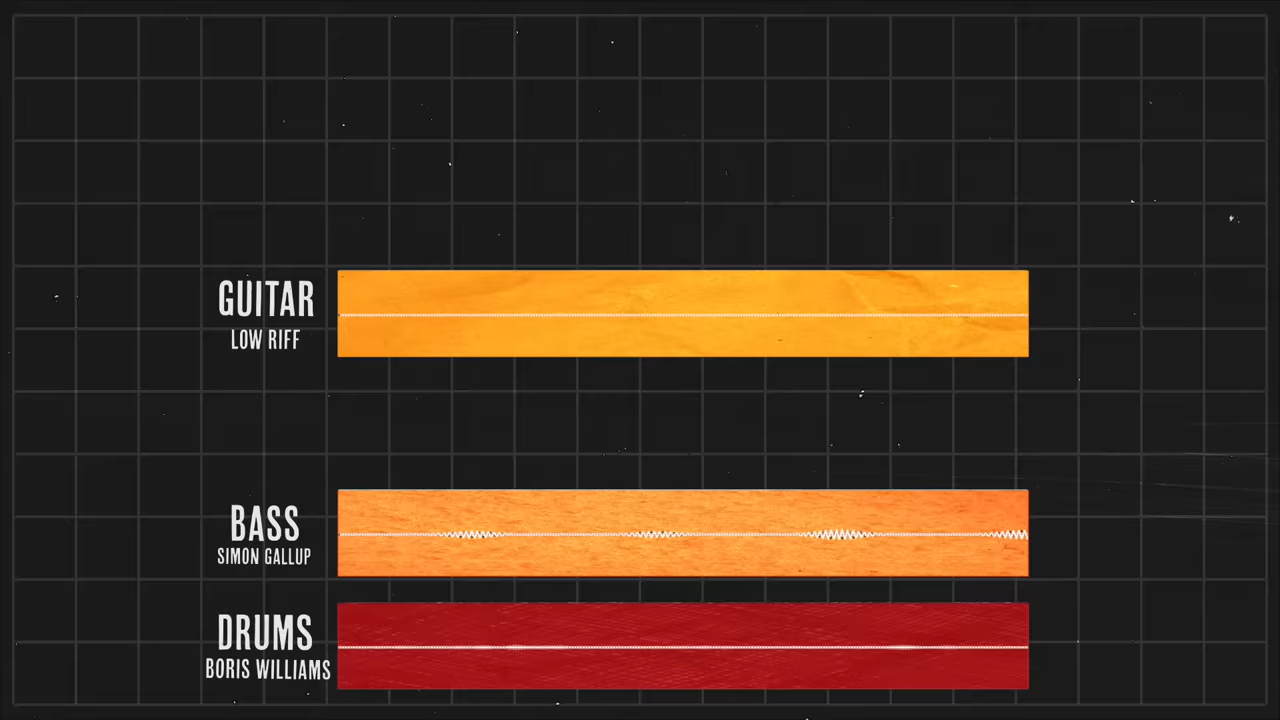 GUITAR
LOW RIFF
BASS
SIMON GALLUP
DRUMS
BORIS WILLIAMS